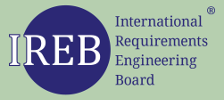 IREB
International
Requirements
Engineering
Board
®